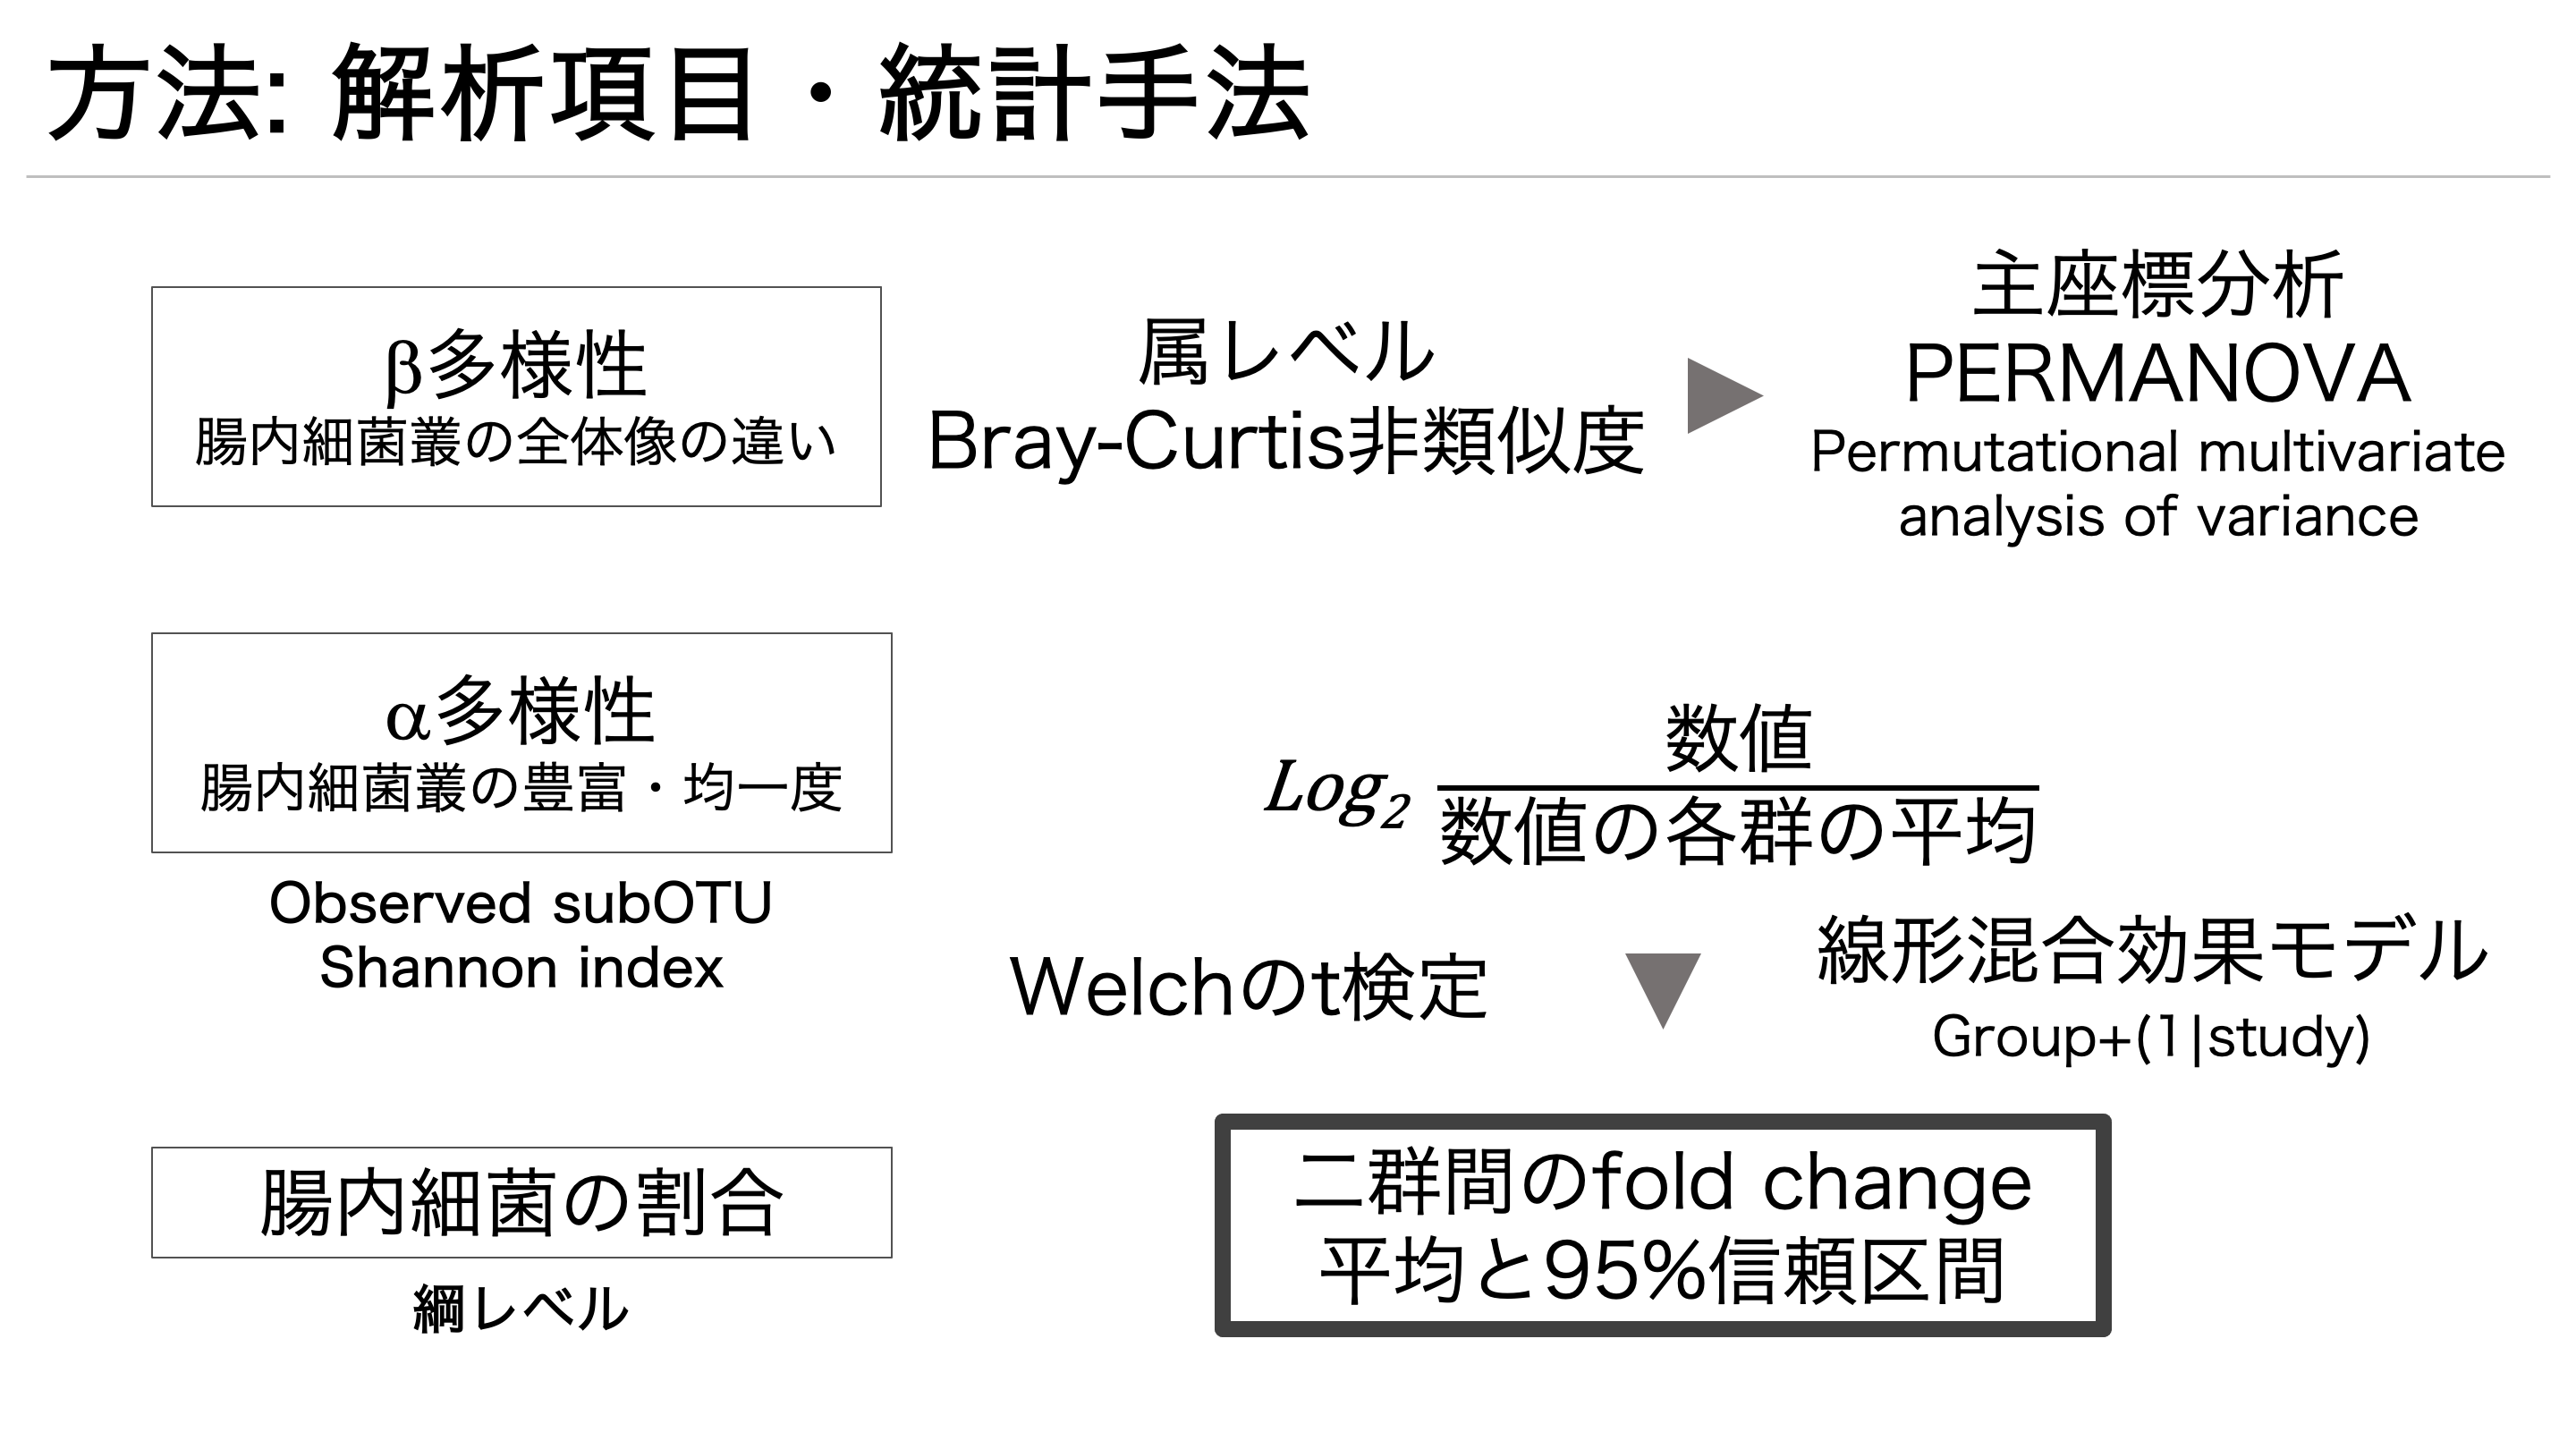 方法: 解析項目・統計手法
β多様性
腸内細菌叢の全体像の違い
属レベル
Bray-Curtis非類似度
主座標分析
PERMANOVA
Permutational multivariate
analysis of variance
α多様性
腸内細菌叢の豊富・均一度
Observed subOTU
Shannon index
数値
Log2
数値の各群の平均
Welchのt検定
線形混合効果モデル
Group+(1|study)
腸内細菌の割合
綱レベル
二群間のfold change
平均と95%信頼区間